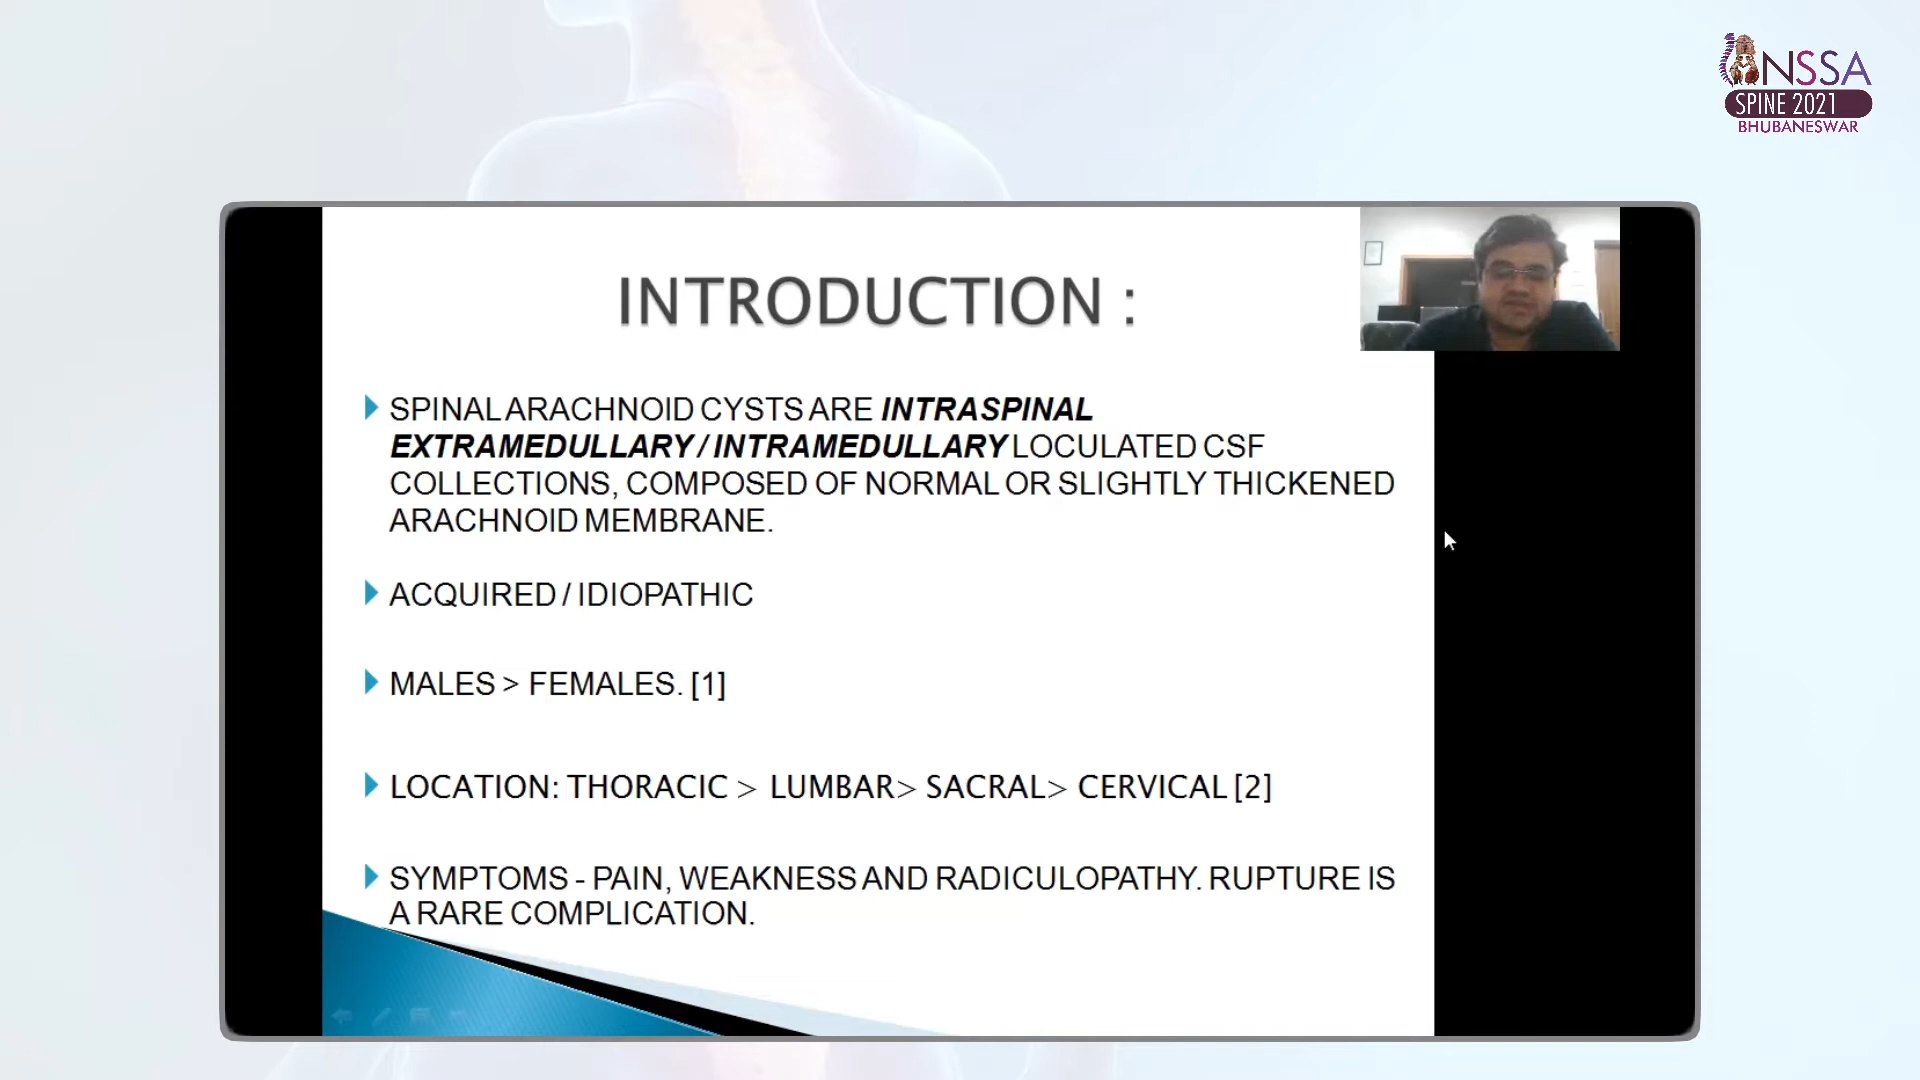 NSSA
SPINE 2021
BHUBANESWAR
INTRODUCTION :
SPINAL ARACHNOID CYSTS ARE INTRASPINAL
EXTRAMEDULLARY / INTRAMEDULLARY LOCULATED CSF
COLLECTIONS, COMPOSED OF NORMAL OR SLIGHTLY THICKENED
ARACHNOID MEMBRANE.
ACQUIRED / IDIOPATHIC
MALES > FEMALES. [1]
LOCATION: THORACIC > LUMBAR> SACRAL> CERVICAL [2]
SYMPTOMS - PAIN, WEAKNESS AND RADICULOPATHY. RUPTURE IS
A RARE COMPLICATION.